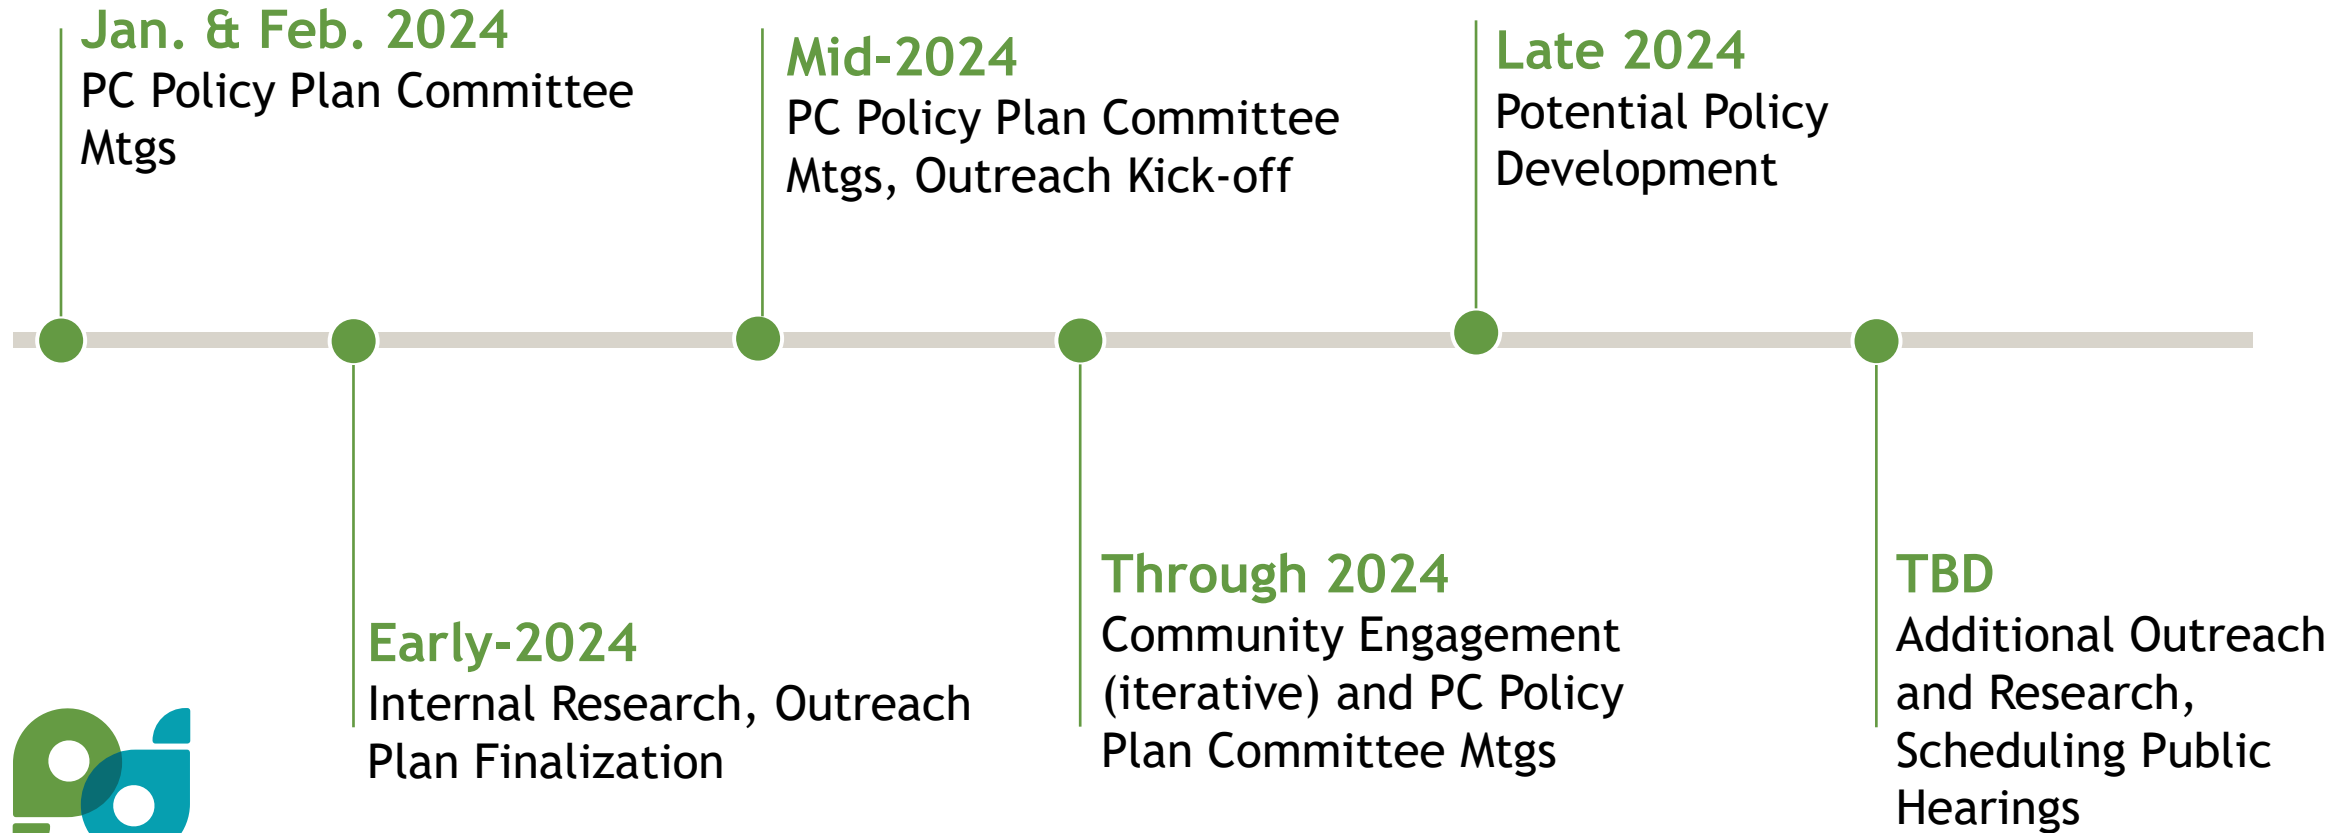 Jan. & Feb. 2024
PC Policy Plan Committee
Mtgs
Early-2024
Internal Research, Outreach
Plan Finalization
Mid-2024
PC Policy Plan Committee
Mtgs, Outreach Kick-off
Through 2024
Community Engagement
(iterative) and PC Policy
Plan Committee Mtgs
Late 2024
Potential Policy
Development
TBD
Additional Outreach
and Research,
Scheduling Public
Hearings